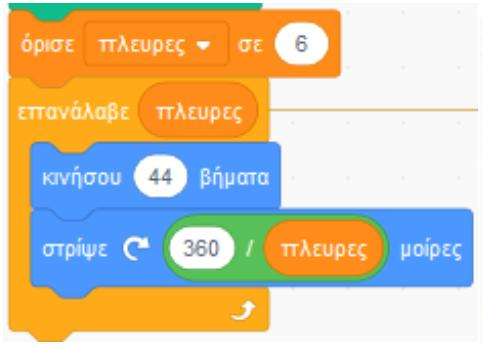 όρισε πλευρες σε 6
επανάλαβε πλευρες
κινήσου 44 βήματα
στρίψε 360 / πλευρες μοίρες